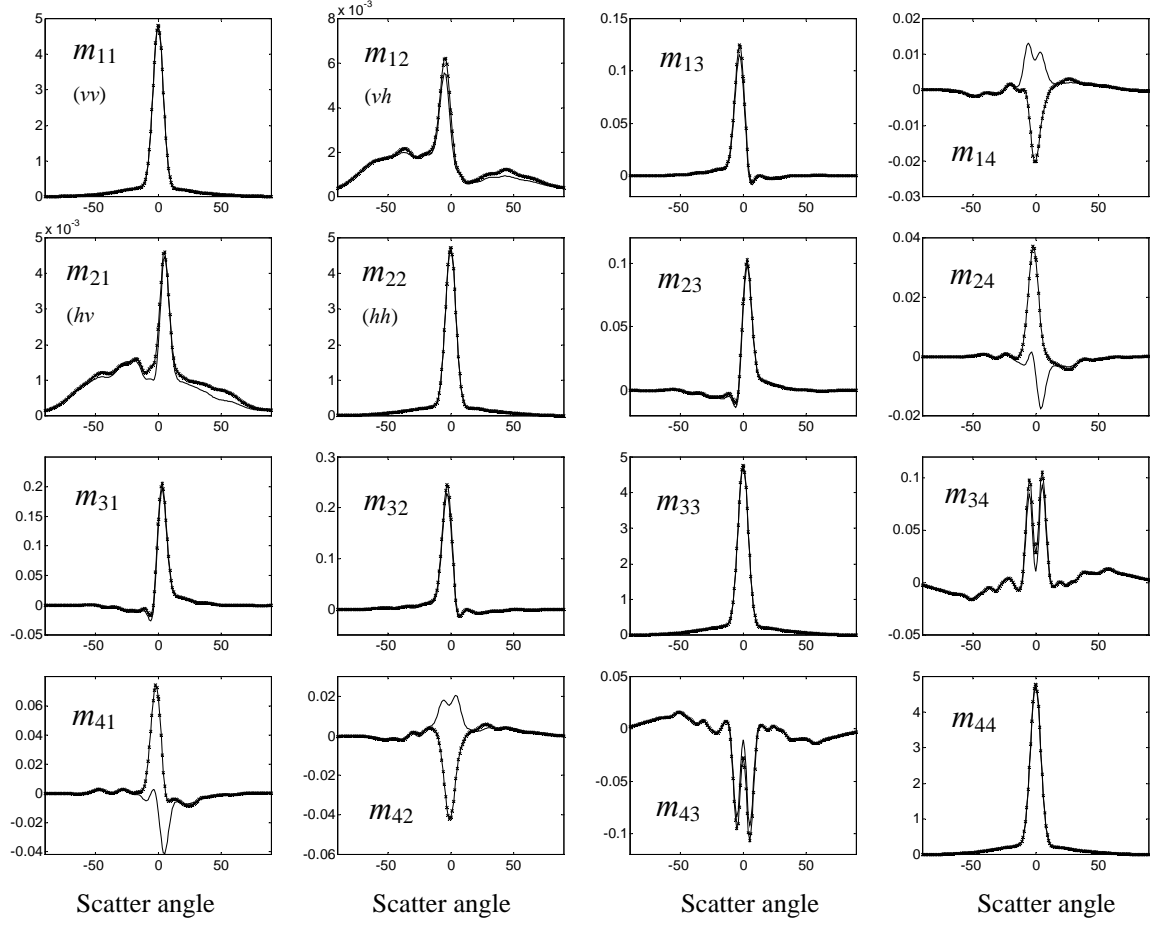 5
4
3
2
1
0
m11
(vv)
-50 0 50
x 10-3
8
6
4
2
0
m12
(vh
-50 0 50
0.15
0.1
0.05
0
-0.05
m13
-50 0 50
0.02
0.01
0
-0.01
-0.02
-0.03
m14
-50 0 50
x 10-3
5
4
3
2
1
0
m21
(hv
-50 0 50
5
4
3
2
1
0
m22
(hh)
-50 0 50
0.1
0.05
0
m23
-50 0 50
0.04
0.02
0
-0.02
m24
-50 0 50
0.2
0.15
0.1
0.05
0
-0.05
m31
-50 0 50
0.3
0.2
0.1
0
-0.1
m32
-50 0 50
5
4
3
2
1
0
m33
-50 0 50
0.1
0.05
0
-0.05
m34
-50 0 50
0.06
0.04
0.02
0
-0.02
-0.04
m41
-50 0 50
0.02
0
-0.02
-0.04
-0.06
m42
-50 0 50
0.05
0
-0.05
-0.1
m43
-50 0 50
5
4
3
2
1
0
m44
-50 0 50
Scatter angle
Scatter angle
Scatter angle
Scatter angle